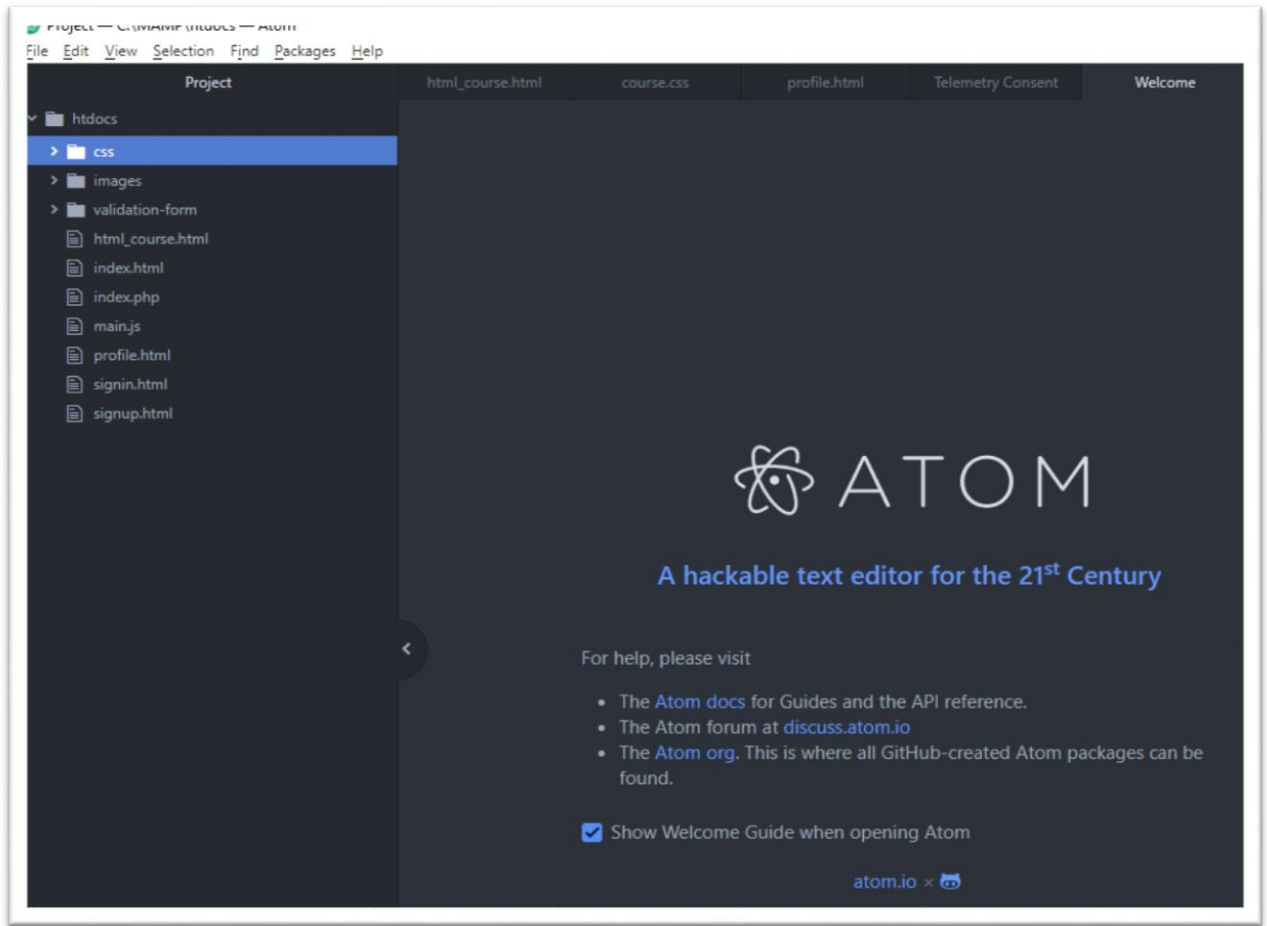 Project — C:\MAMP\htdocs — Atom
File Edit View Selection Find Packages Help
Project
html_course.html
course.css
profile.html
Telemetry Consent
Welcome
htdocs
css
images
validation-form
html_course.html
index.html
index.php
main.js
profile.html
signin.html
signup.html
ATOM
A hackable text editor for the 21st Century
For help, please visit
• The Atom docs for Guides and the API reference.
• The Atom forum at discuss.atom.io
• The Atom org. This is where all GitHub-created Atom packages can be
found.
Show Welcome Guide when opening Atom
atom.io ×